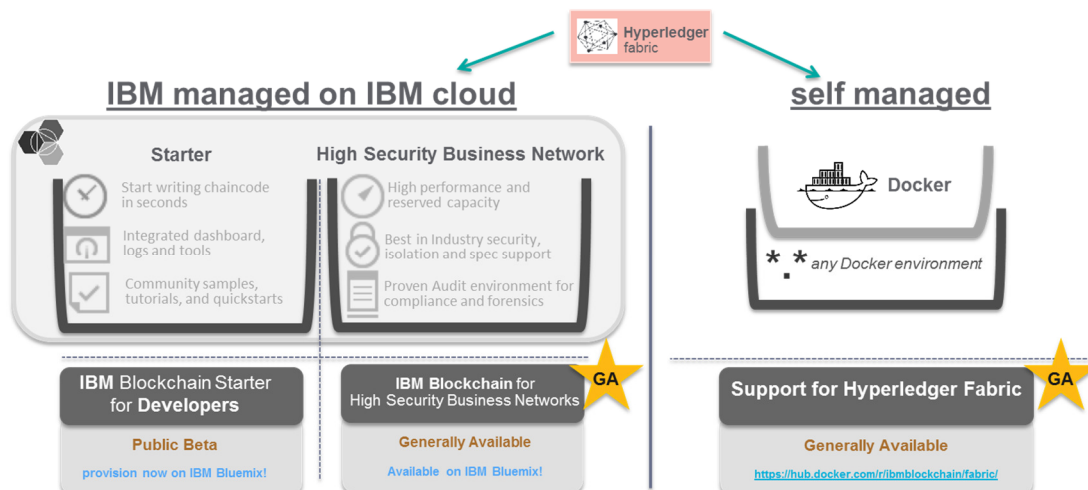 Hyperledger
fabric
IBM managed on IBM cloud
self managed
Starter
Start writing chaincode
in seconds
Integrated dashboard,
logs and tools
Community samples,
tutorials, and quickstarts
High Security Business Network
High performance and
reserved capacity
Best in Industry security,
isolation and spec support
Proven Audit environment for
compliance and forensics
Docker
*.* any Docker environment
IBM Blockchain Starter
for Developers
Public Beta
provision now on IBM Bluemix!
GA
IBM Blockchain for
High Security Business Networks
Generally Available
Available on IBM Bluemix!
GA
Support for Hyperledger Fabric
Generally Available
https://hub.docker.com/r/ibmblockchain/fabric/